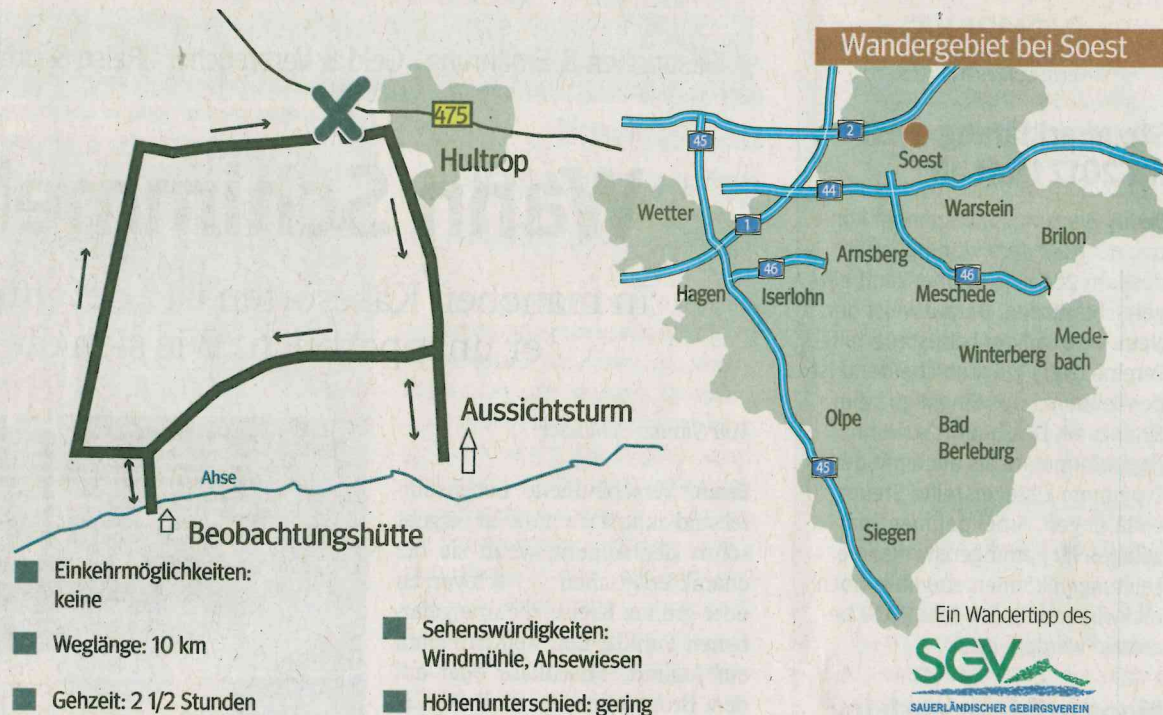 475
Hultrop
Aussichtsturm
Ahse
Beobachtungshütte
Einkehrmöglichkeiten:
keine
Weglänge: 10 km
Gehzeit: 2 1/2 Stunden
Sehenswürdigkeiten:
Windmühle, Ahsewiesen
Höhenunterschied: gering
Wandergebiet bei Soest
45
2
Soest
44
Wetter
1
Warstein
Brilon
Arnsberg
46
46
Hagen
Iserlohn
Meschede
Winterberg
Mede-
bach
Olpe
Bad
Berleburg
45
Siegen
Ein Wandertipp des
SGV
SAUERLÄNDISCHER GEBIRGSVEREIN